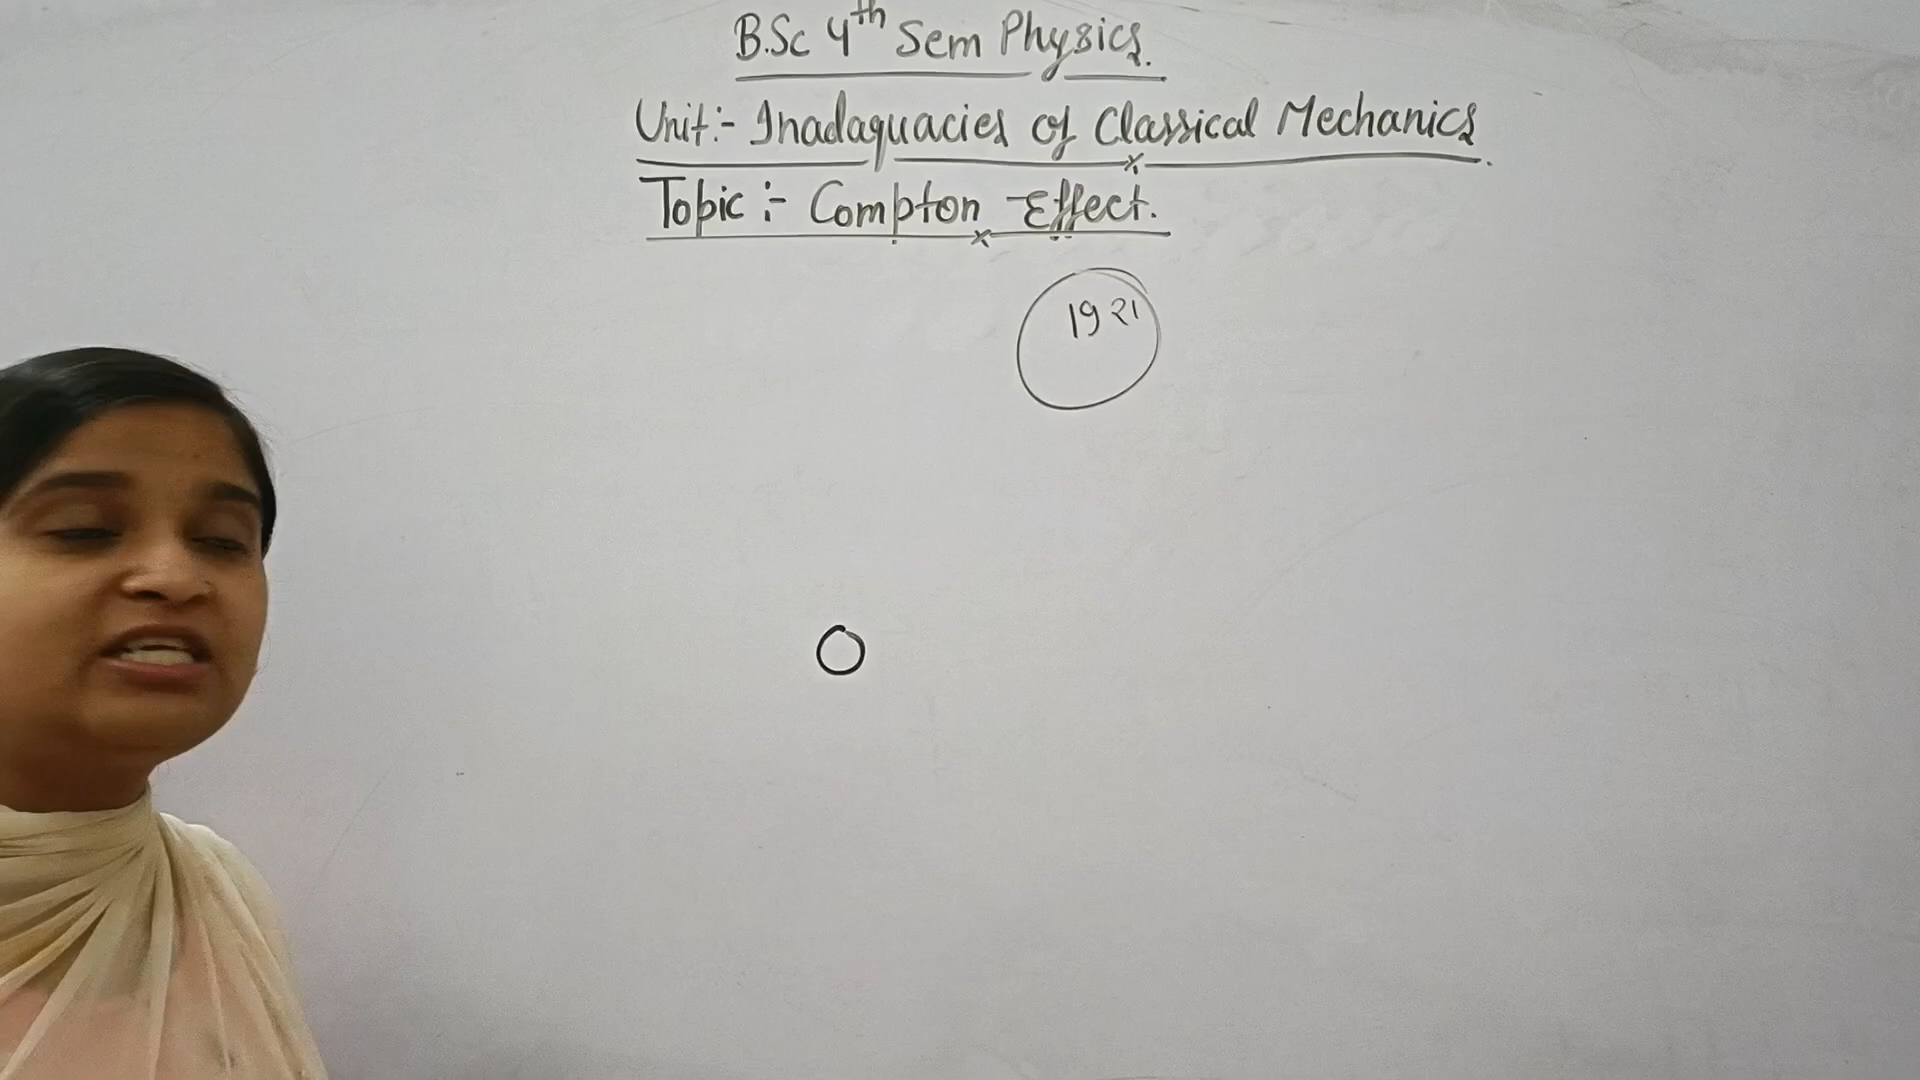 B.Sc 4th Sem Physics.
Unit:- Inadaquacies of Classical Mechanics.
Topic :- Compton Effect.
1921